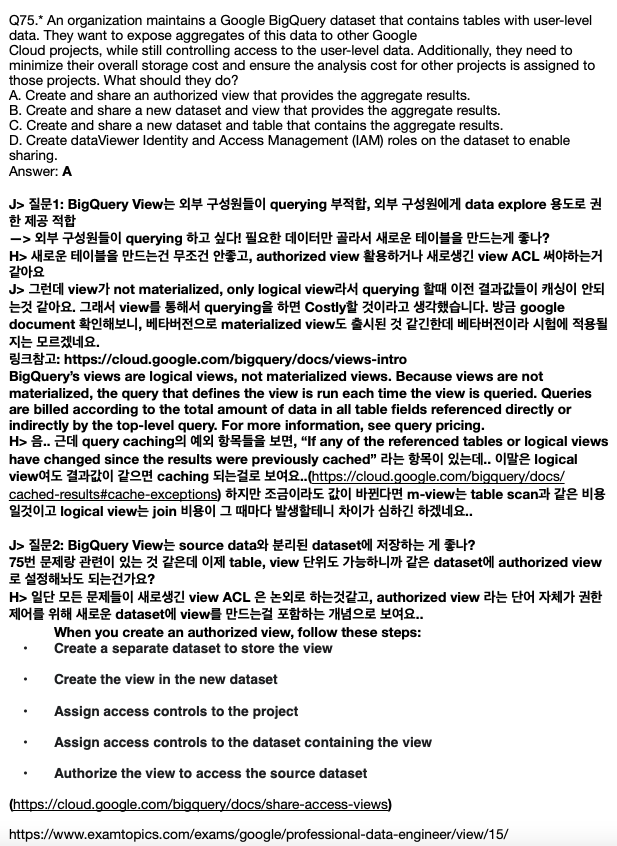 Q75.* An organization maintains a Google BigQuery dataset that contains tables with user-level
data. They want to expose aggregates of this data to other Google
Cloud projects, while still controlling access to the user-level data. Additionally, they need to
minimize their overall storage cost and ensure the analysis cost for other projects is assigned to
those projects. What should they do?
A. Create and share an authorized view that provides the aggregate results.
B. Create and share a new dataset and view that provides the aggregate results.
C. Create and share a new dataset and table that contains the aggregate results.
D. Create dataViewer Identity and Access Management (IAM) roles on the dataset to enable
sharing.
Answer: A
J> 질문1: BigQuery View는 외부 구성원들이 querying 부적합, 외부 구성원에게 data explore 용도로 권
한 제공 적합
—> 외부 구성원들이 querying 하고 싶다! 필요한 데이터만 골라서 새로운 테이블을 만드는게 좋나?
H> 새로운 테이블을 만드는건 무조건 안좋고, authorized view 활용하거나 새로생긴 view ACL 써야하는거
같아요
J> 그런데 view가 not materialized, only logical view라서 querying 할때 이전 결과값들이 캐싱이 안되
는것 같아요. 그래서 view를 통해서 querying을 하면 Costly할 것이라고 생각했습니다. 방금 google
document 확인해보니, 베타버전으로 materialized view도 출시된 것 같긴한데 베타버전이라 시험에 적용될
지는 모르겠네요.
링크참고: https://cloud.google.com/bigquery/docs/views-intro
BigQuery's views are logical views, not materialized views. Because views are not
materialized, the query that defines the view is run each time the view is queried. Queries
are billed according to the total amount of data in all table fields referenced directly or
indirectly by the top-level query. For more information, see query pricing.
H> 음.. 근데 query caching의 예외 항목들을 보면, “If any of the referenced tables or logical views
have changed since the results were previously cached” 라는 항목이 있는데.. 이말은 logical
view여도 결과값이 같으면 caching 되는걸로 보여요..(https://cloud.google.com/bigquery/docs/
cached-results#cache-exceptions) 하지만 조금이라도 값이 바뀐다면 m-view는 table scan과 같은 비용
일것이고 logical view는 join 비용이 그 때마다 발생할테니 차이가 심하긴 하겠네요..
J> 질문2: BigQuery View는 source data와 분리된 dataset에 저장하는 게 좋나?
75번 문제랑 관련이 있는 것 같은데 이제 table, view 단위도 가능하니까 같은 dataset에 authorized view
로 설정해놔도 되는건가요?
H> 일단 모든 문제들이 새로생긴 view ACL 은 논외로 하는것같고, authorized view 라는 단어 자체가 권한
제어를 위해 새로운 dataset에 view를 만드는걸 포함하는 개념으로 보여요..
When you create an authorized view, follow these steps:
• Create a separate dataset to store the view
• Create the view in the new dataset
• Assign access controls to the project
• Assign access controls to the dataset containing the view
• Authorize the view to access the source dataset
(https://cloud.google.com/bigquery/docs/share-access-views)
https://www.examtopics.com/exams/google/professional-data-engineer/view/15/